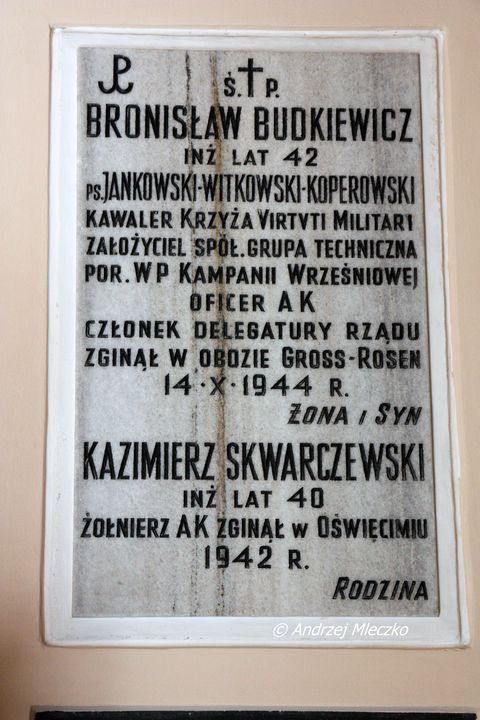 Ś.†P.
BRONISŁAW BUDKIEWICZ
INŻ LAT 42
PS.JANKOWSKI-WITKOWSKI-KOPEROWSKI
KAWALER KRZYŻA VIRTVTI MILITARI
ZAŁOŻYCIEL SPÓŁ.GRUPA TECHNICZNA
POR.WP KAMPANII WRZEŚNIOWEJ
OFICER AK
CZŁONEK DELEGATURY RZĄDU
ZGINĄŁ W OBOZIE GROSS-ROSEN
14·X·1944 R.
ŻONA I SYN
KAZIMIERZ SKWARCZEWSKI
INŻ LAT 40
ŻOŁNIERZ AK ZGINĄŁ W OŚWIĘCIMIU
1942 R.
RODZINA
© Andrzej Mleczko